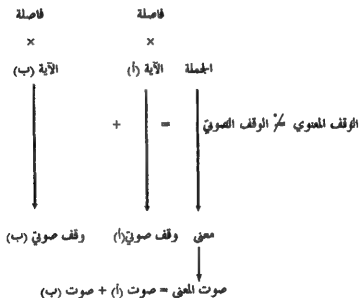 فاصلة فاصلة
× ×
الجملة الآية (أ) الآية (ب)
الوقف المعنوي ≠ الوقف الصوتيّ = +
معنى وقف صوتيّ(أ) وقف صوتيّ (ب)
صوت المعنى = صوت (أ) + صوت (ب)